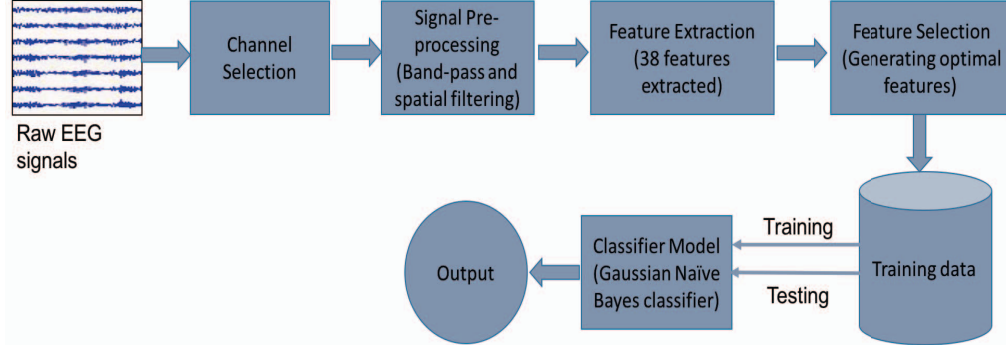 Raw EEG
signals
Channel
Selection
Signal Pre-
processing
(Band-pass and
spatial filtering)
Feature Extraction
(38 features
extracted)
Feature Selection
(Generating optimal
features)
Training data
Training
Testing
Classifier Model
(Gaussian Naïve
Bayes classifier)
Output